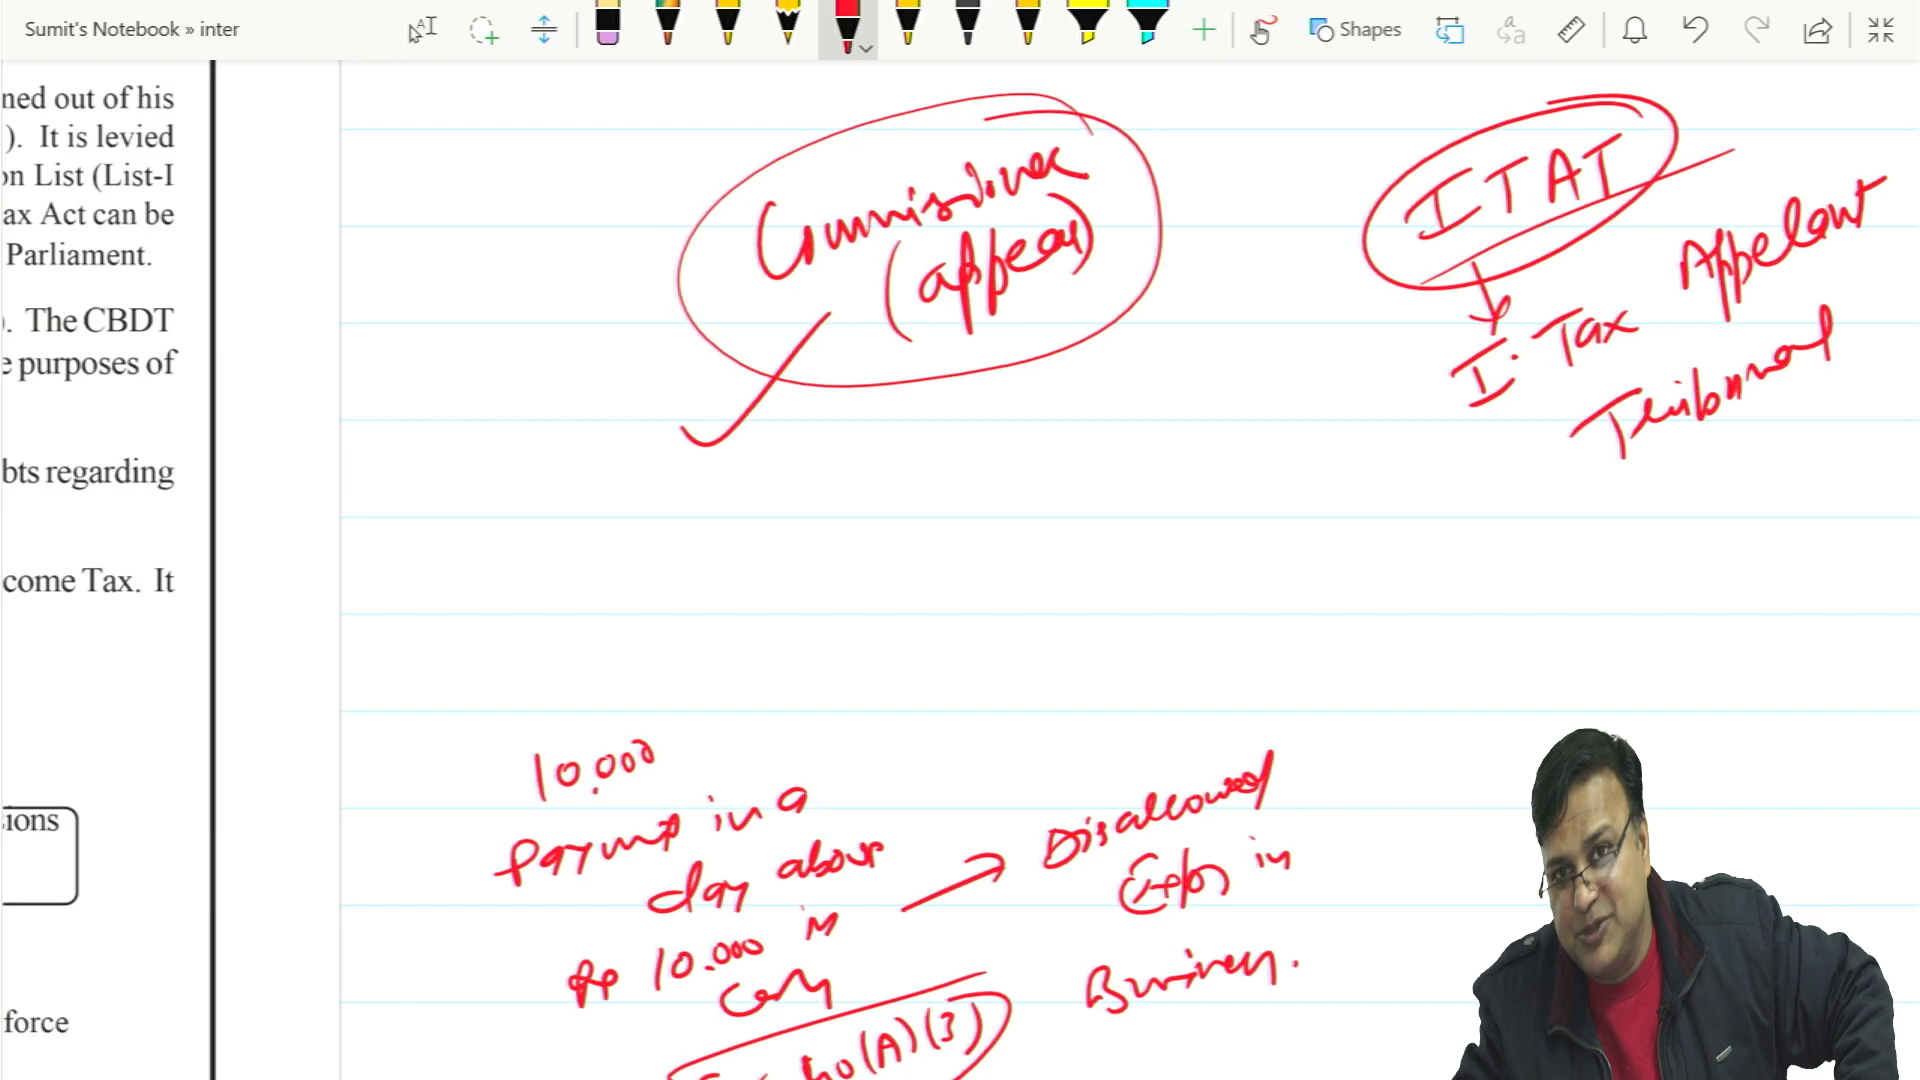 Sumit's Notebook » inter
Shapes
ned out of his
). It is levied
on List (List-I
ax Act can be
Parliament.
). The CBDT
e purposes of
bts regarding
come Tax. It
ions
force
Commissioner
(appeal)
ITAT
I. Tax Appelant
Tribunal
10,000
Payment in a
day above
Rs 10,000 in
Cash
40(A)(3)
Disallowed
Exp in
Business.